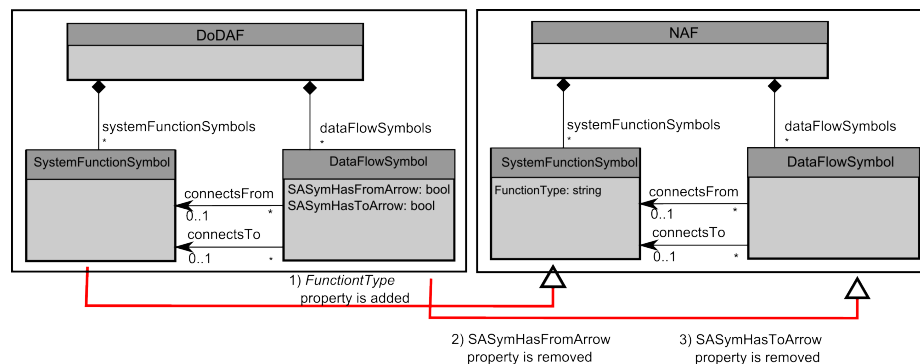 DoDAF
systemFunctionSymbols
*
dataFlowSymbols
*
SystemFunctionSymbol
DataFlowSymbol
SASymHasFromArrow: bool
SASymHasToArrow: bool
connectsFrom
0..1 *
connectsTo
0..1 *
NAF
systemFunctionSymbols
*
dataFlowSymbols
*
SystemFunctionSymbol
FunctionType: string
DataFlowSymbol
connectsFrom
0..1 *
connectsTo
0..1 *
1) FunctiontType
property is added
2) SASymHasFromArrow
property is removed
3) SASymHasToArrow
property is removed